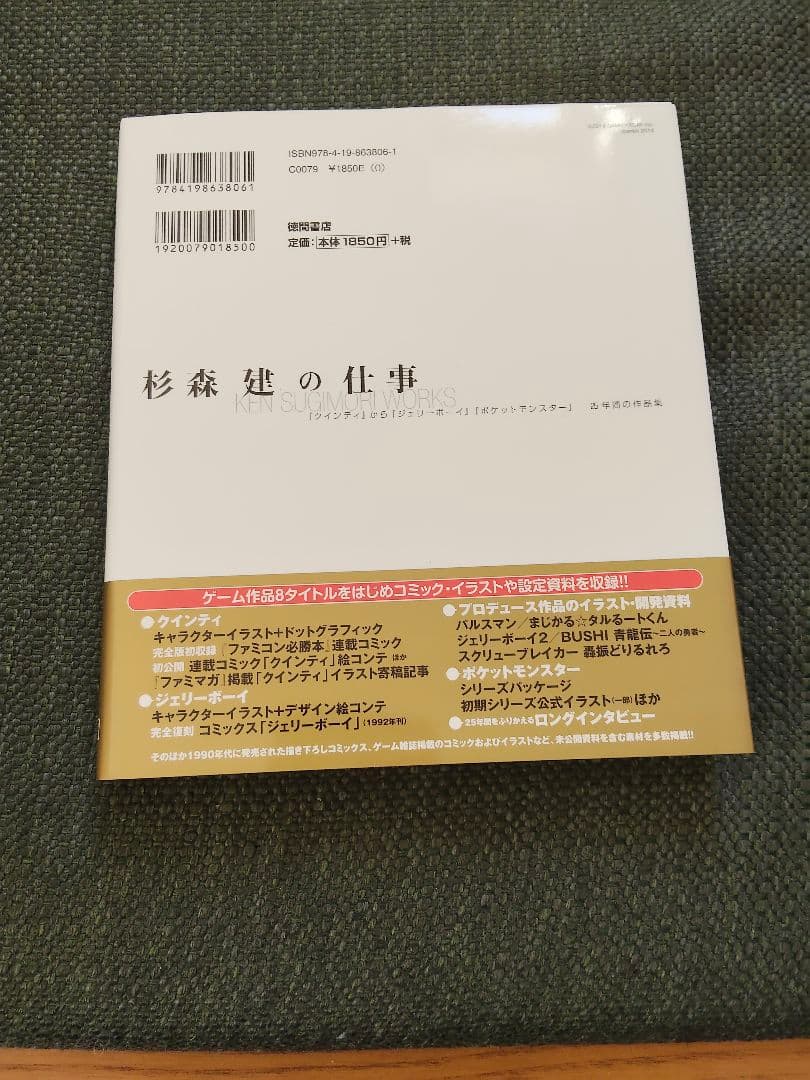 ISBN978-4-19-863806-1
C0079 ¥1850E (0)
9784198638061
徳間書店
定価：本体1850円+税
1920079018500
杉森 建の仕事
KEN SUGIMORI WORKS
『クインティ』から『ジェリーボーイ』『ポケットモンスター』 25年間の作品集
ゲーム作品8タイトルをはじめコミック・イラストや設定資料を収録!!
●クインティ
キャラクターイラスト+ドットグラフィック
完全版初収録 『ファミコン必勝本』連載コミック
初公開 連載コミック「クインティ」絵コンテ ほか
『ファミマガ』掲載「クインティ」イラスト寄稿記事
●ジェリーボーイ
キャラクターイラスト+デザイン絵コンテ
完全復刻 コミックス「ジェリーボーイ」(1992年刊)
●プロデュース作品のイラスト・開発資料
パルスマン／まじかる☆タルるートくん
ジェリーボーイ2／BUSHI 青龍伝〜二人の勇者〜
スクリューブレイカー 轟振どりるれろ
●ポケットモンスター
シリーズパッケージ
初期シリーズ公式イラスト(一部)ほか
●25年間をふりかえるロングインタビュー
そのほか1990年代に発売された描き下ろしコミックス、ゲーム雑誌掲載のコミックおよびイラストなど、未公開資料を含む素材を多数掲載!!